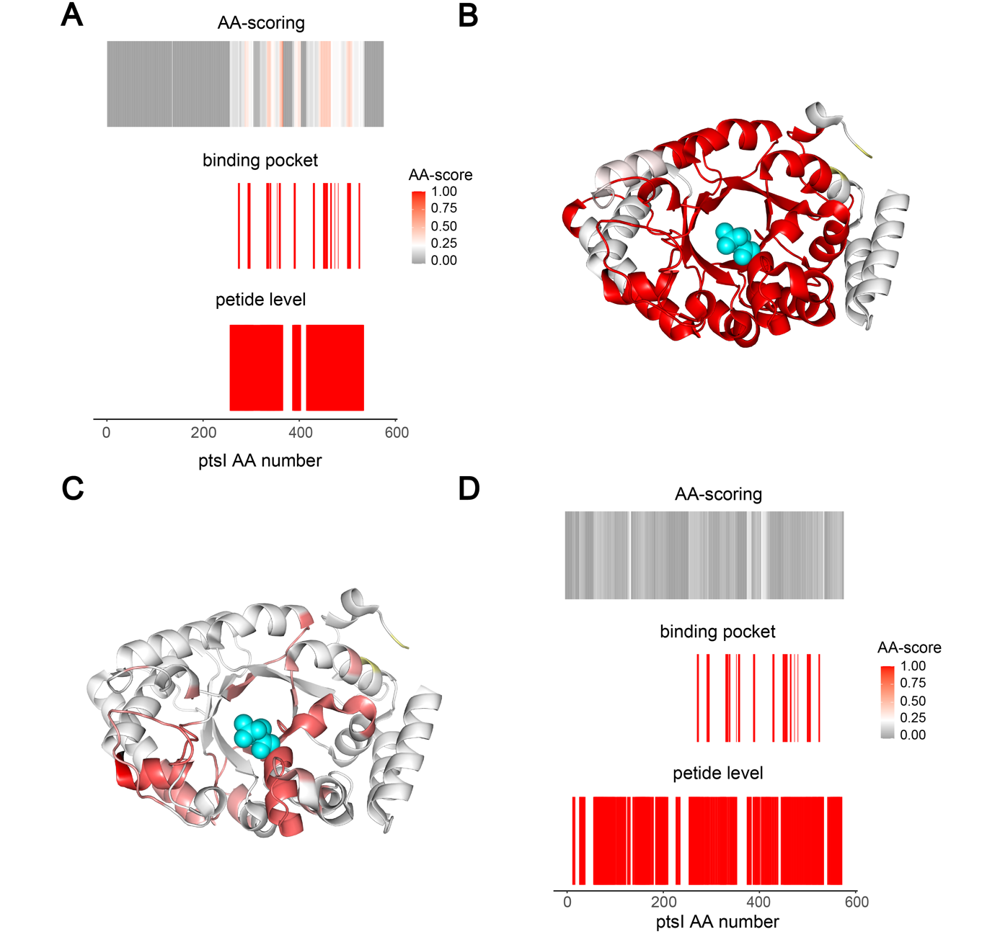 A
AA-scoring
binding pocket
AA-score
1.00
0.75
0.50
0.25
0.00
petide level
0 200 400 600
ptsI AA number
B
C
D
AA-scoring
binding pocket
AA-score
1.00
0.75
0.50
0.25
0.00
petide level
0 200 400 600
ptsI AA number